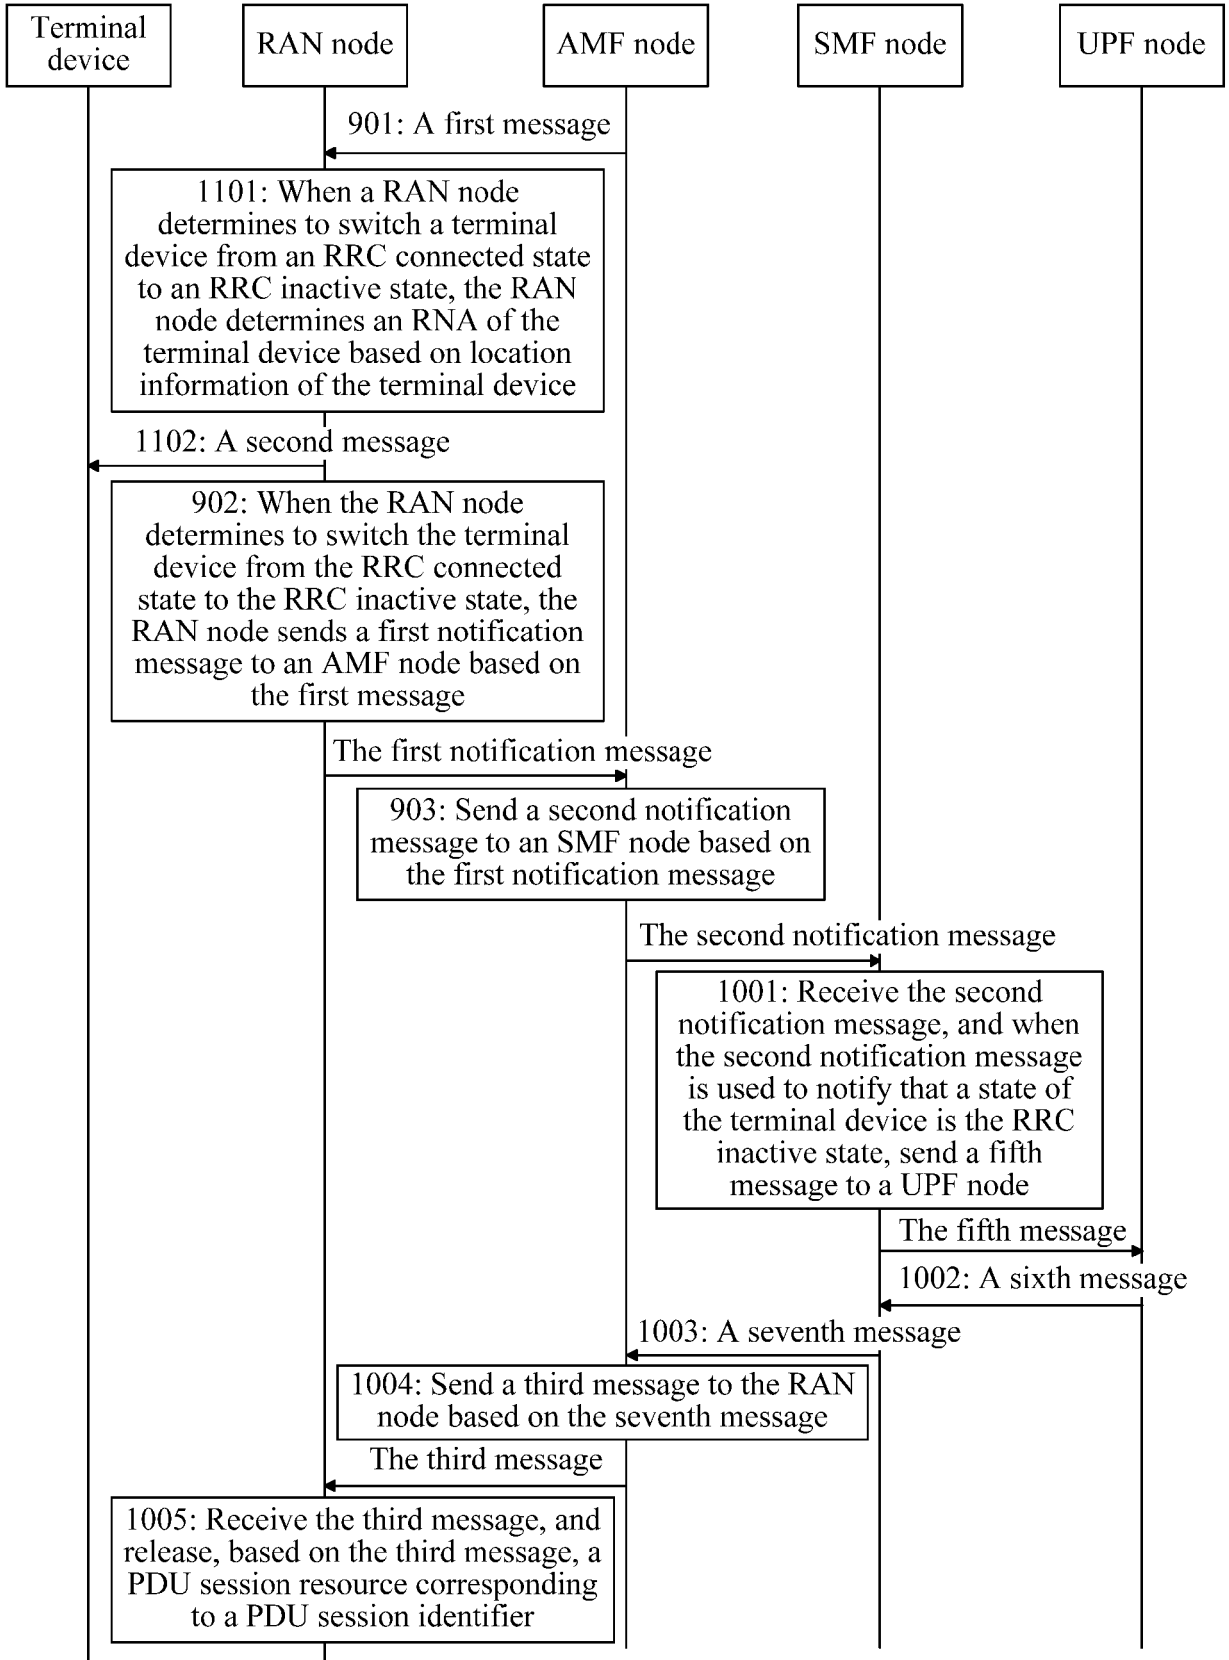 Terminal
device
RAN node
AMF node
SMF node
UPF node
901: A first message
1101: When a RAN node
determines to switch a terminal
device from an RRC connected state
to an RRC inactive state, the RAN
node determines an RNA of the
terminal device based on location
information of the terminal device
1102: A second message
902: When the RAN node
determines to switch the terminal
device from the RRC connected
state to the RRC inactive state, the
RAN node sends a first notification
message to an AMF node based on
the first message
The first notification message
903: Send a second notification
message to an SMF node based on
the first notification message
The second notification message
1001: Receive the second
notification message, and when
the second notification message
is used to notify that a state of
the terminal device is the RRC
inactive state, send a fifth
message to a UPF node
The fifth message
1002: A sixth message
1003: A seventh message
1004: Send a third message to the RAN
node based on the seventh message
The third message
1005: Receive the third message, and
release, based on the third message, a
PDU session resource corresponding
to a PDU session identifier